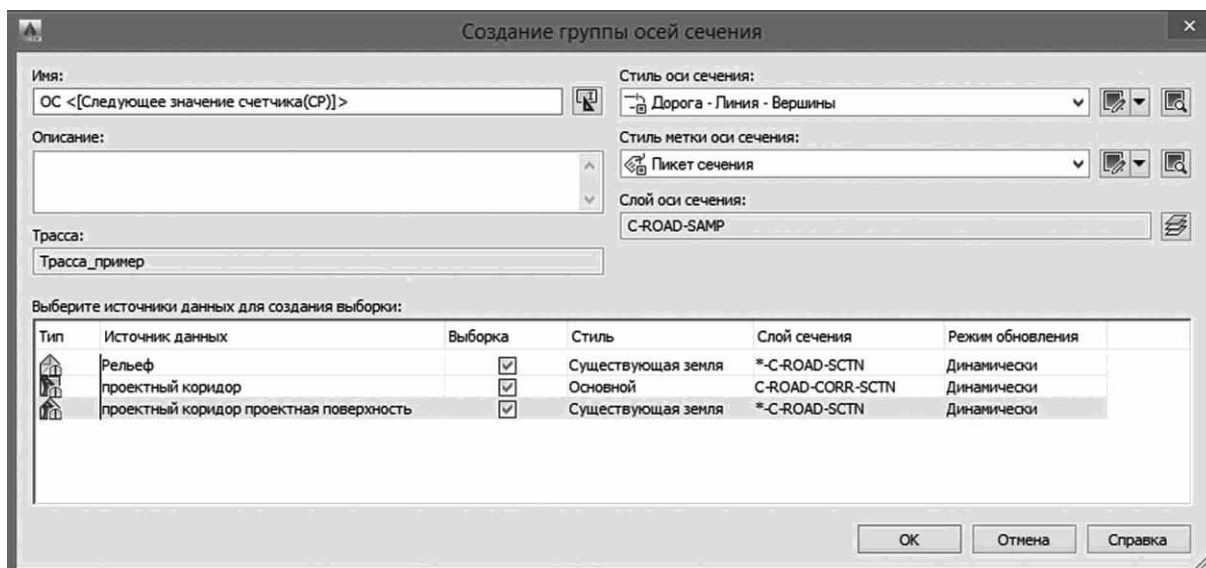 Создание группы осей сечения
Имя:
ОС <[Следующее значение счетчика(СР)]>
Описание:
Трасса:
Трасса_пример
Стиль оси сечения:
Дорога - Линия - Вершины
Стиль метки оси сечения:
Пикет сечения
Слой оси сечения:
C-ROAD-SAMP
Выберите источники данных для создания выборки:
Тип Источник данных Выборка Стиль Слой сечения Режим обновления
Рельеф Существующая земля *-C-ROAD-SCTN Динамически
проектный коридор Основной C-ROAD-CORR-SCTN Динамически
проектный коридор проектная поверхность Существующая земля *-C-ROAD-SCTN Динамически
ОК Отмена Справка